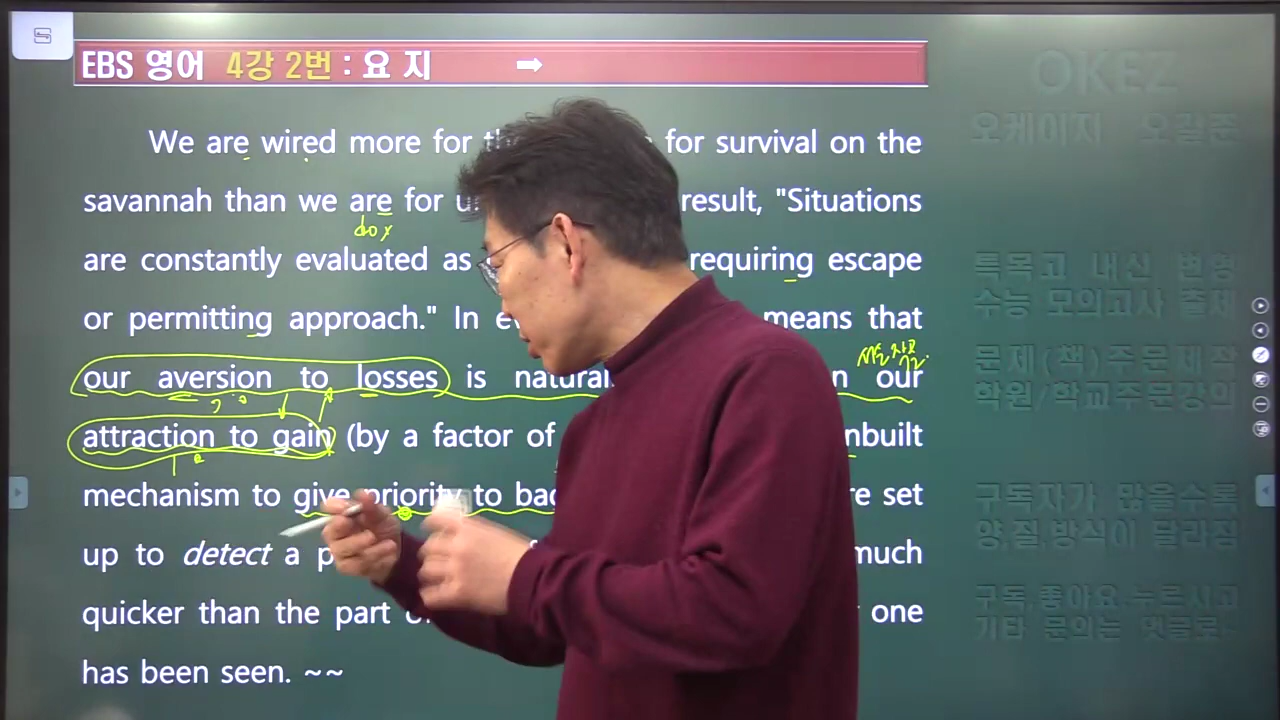 EBS 영어 4강 2번 : 요 지 ➡
We are wired more for for survival on the
savannah than we are for result, "Situations
dox
are constantly evaluated as requiring escape
or permitting approach." In means that
our aversion to losses is our
attraction to gain (by a factor of
mechanism to give priority to set
up to detect a much
quicker than the part one
has been seen. ~~
OKEZ
오케이지 오갈준
특목고 내신 변형
수능 모의고사 출제
문제(책)주문제작
학원/학교주문강의
구독자가 많을수록
양,질,방식이 달라짐
구독,좋아요,누르시고
기타 문의는 댓글로~